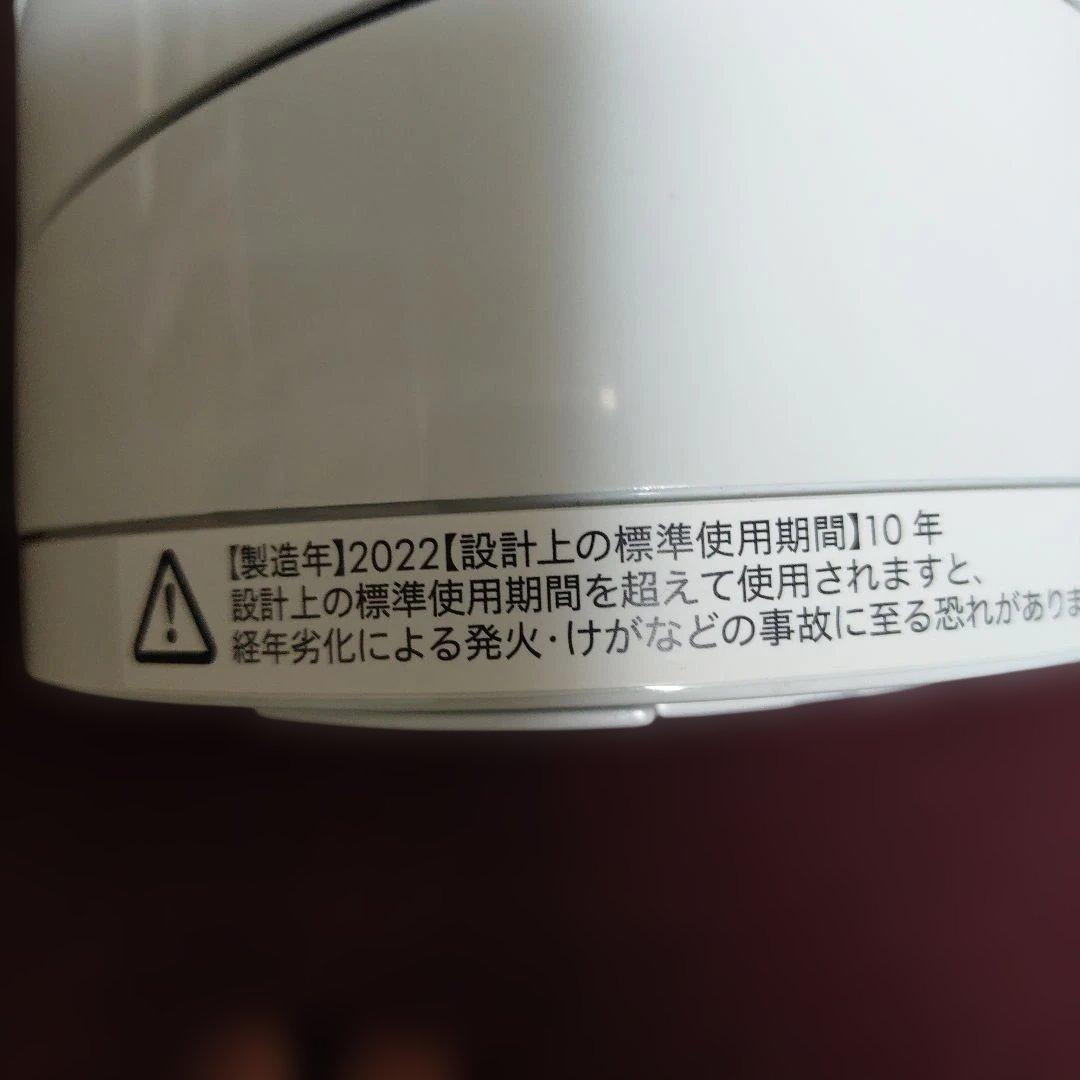 【製造年】2022【設計上の標準使用期間】10 年
設計上の標準使用期間を超えて使用されますと、
経年劣化による発火・けがなどの事故に至る恐れがありま